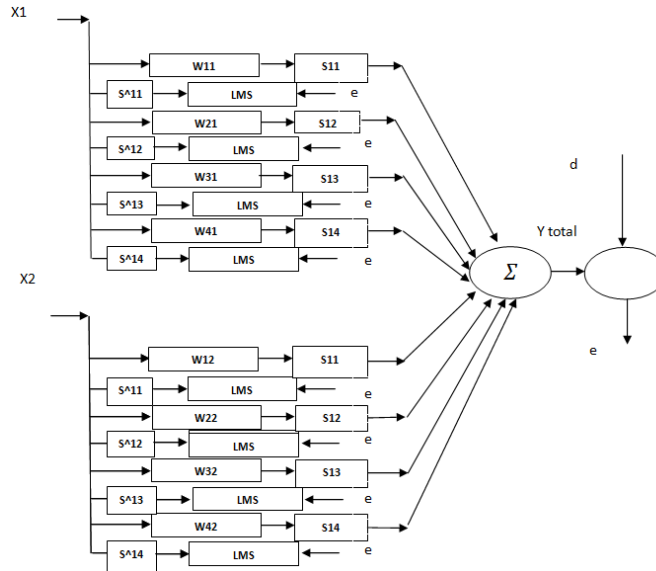 X1
W11 S11
S^11 LMS e
W21 S12
S^12 LMS e
W31 S13
S^13 LMS e
W41 S14
S^14 LMS e
d
Y total
Σ
X2
e
W12 S11
S^11 LMS e
W22 S12
S^12 LMS e
W32 S13
S^13 LMS e
W42 S14
S^14 LMS e